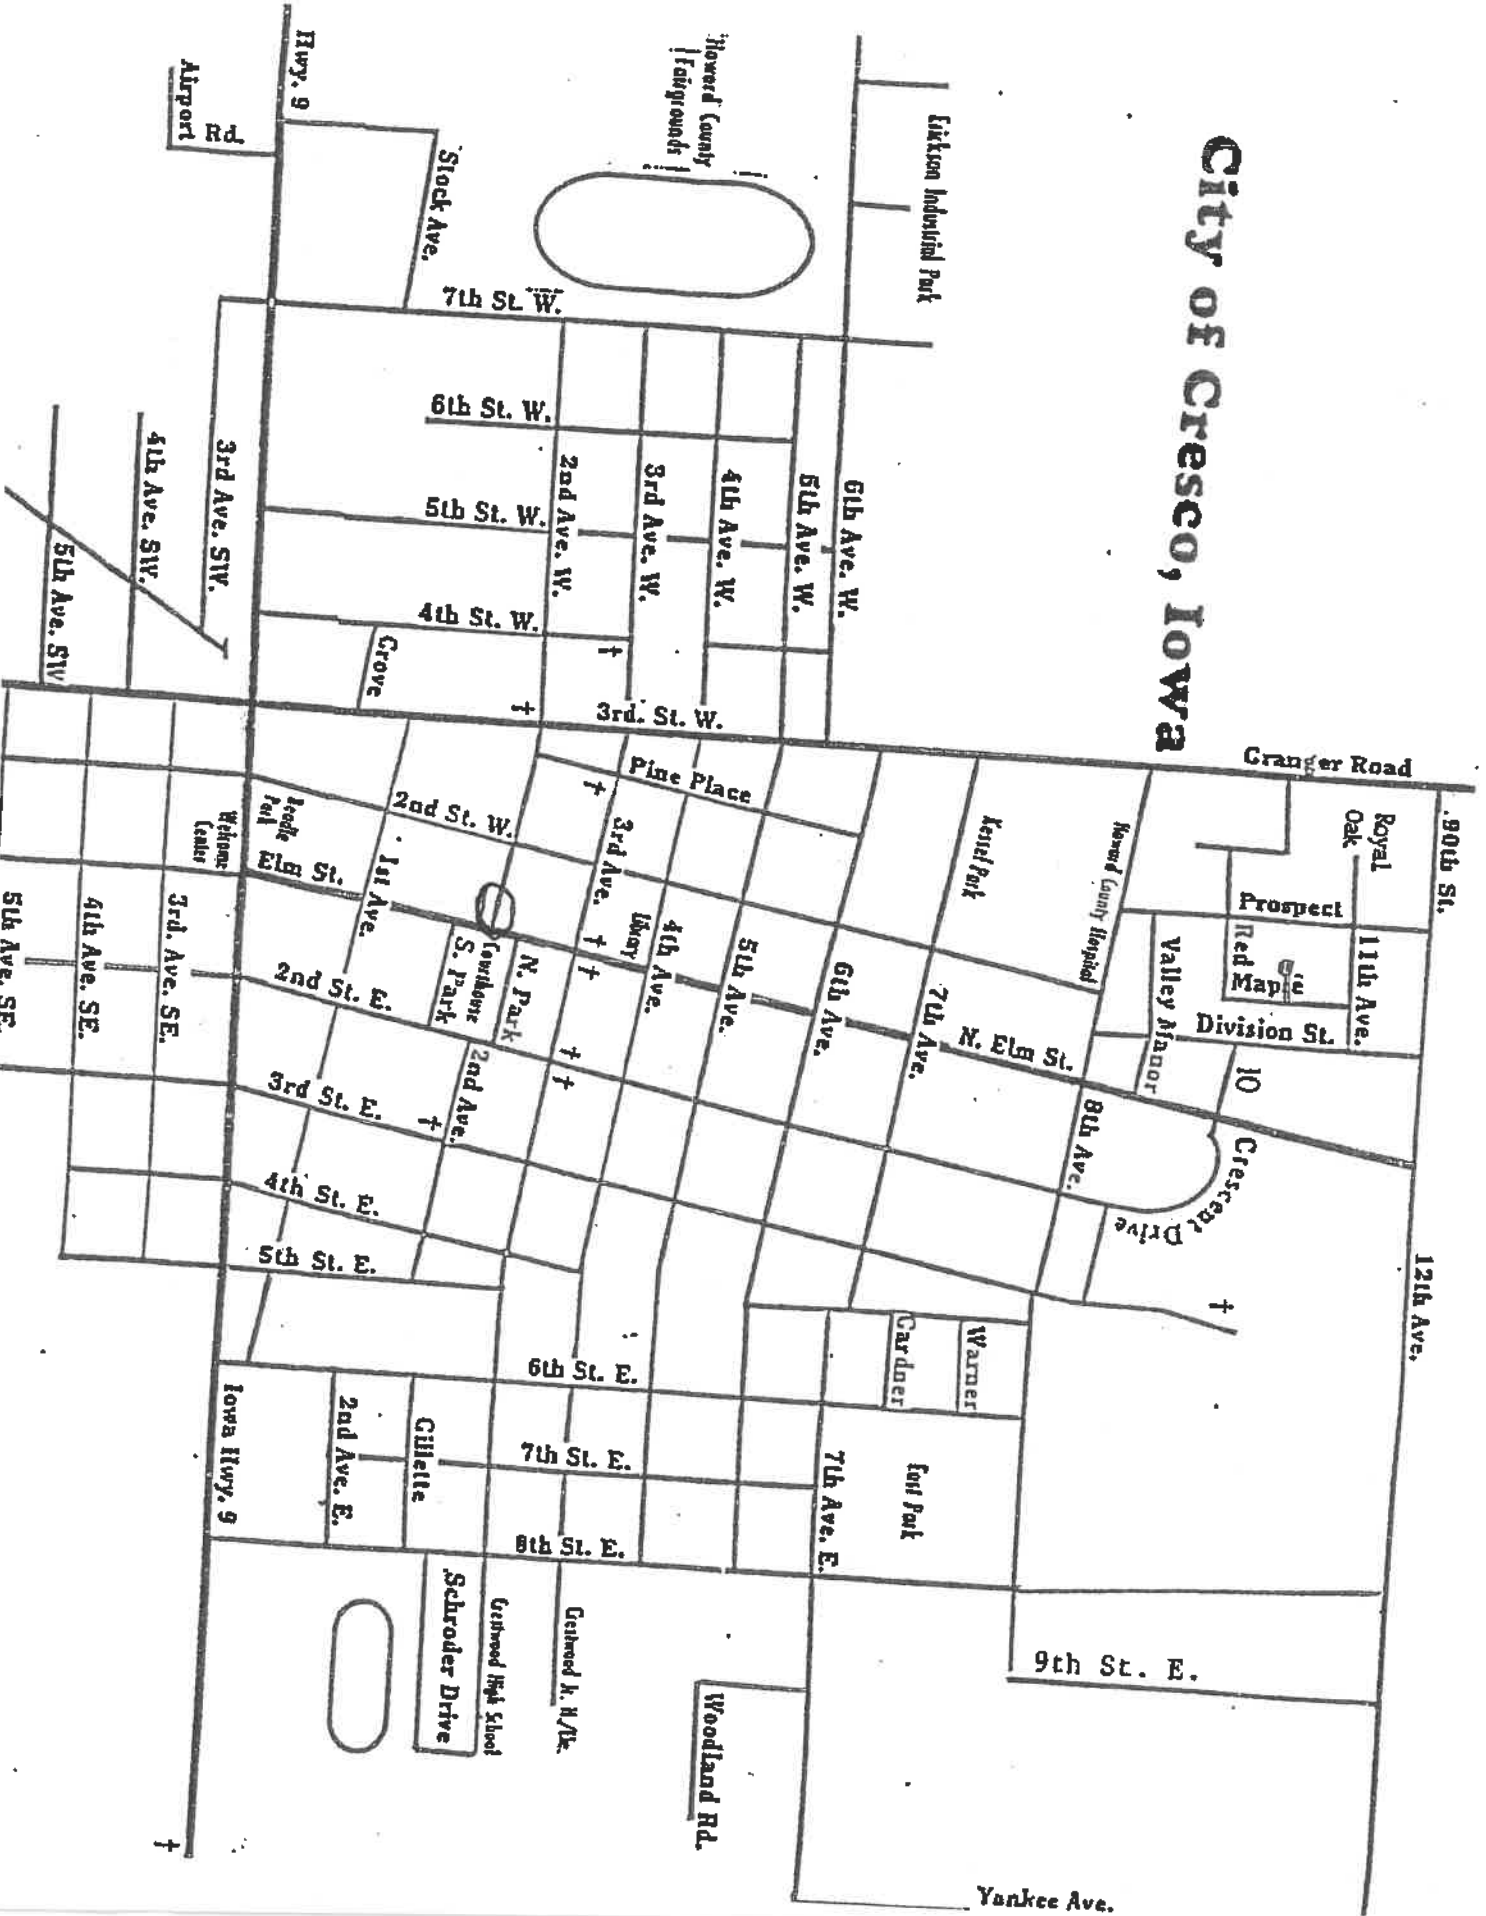 City of Cresco, Iowa
Hwy. 9
Airport Rd.
Stock Ave.
Howard County
Fairgrounds
Erickson Industrial Park
7th St. W.
6th St. W.
5th St. W.
4th St. W.
Grove
2nd Ave. W.
3rd Ave. W.
4th Ave. W.
5th Ave. W.
6th Ave. W.
3rd Ave. SW.
4th Ave. SW.
5th Ave. SW
3rd. St. W.
Granger Road
90th St.
Royal
Oak
Prospect
11th Ave.
Red
Maple
Division St.
Valley Manor
10
Crescent Drive
12th Ave.
Howard County Hospital
Kessel Park
Pine Place
2nd St. W.
Beadle
Park
Welcome
Center
Elm St.
1st Ave.
3rd Ave.
Library
4th Ave.
5th Ave.
6th Ave.
7th Ave.
N. Elm St.
8th Ave.
N. Park
Courthouse
S. Park
2nd Ave.
2nd St. E.
3rd St. E.
4th St. E.
5th St. E.
3rd. Ave. SE.
4th Ave. SE.
5th Ave. SE.
6th St. E.
7th St. E.
8th St. E.
9th St. E.
Warner
Gardner
East Park
7th Ave. E.
Gillette
2nd Ave. E.
Iowa Hwy. 9
Schroder Drive
Crestwood High School
Woodland Rd.
Yankee Ave.